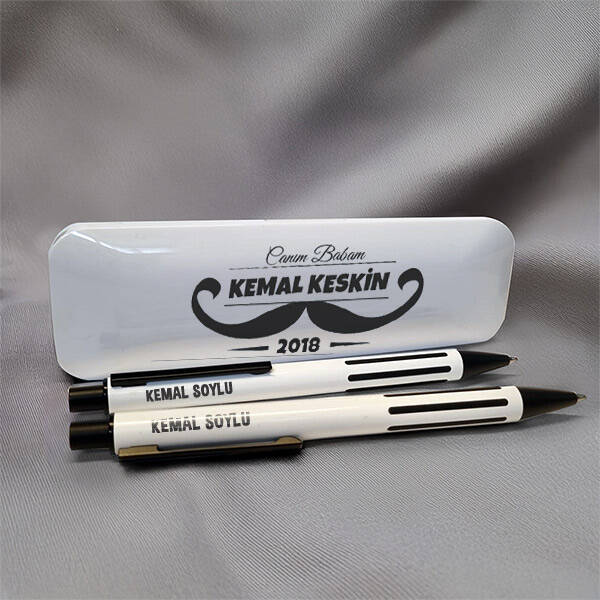 Canım Babam
KEMAL KESKİN
2018
KEMAL SOYLU
KEMAL SOYLU